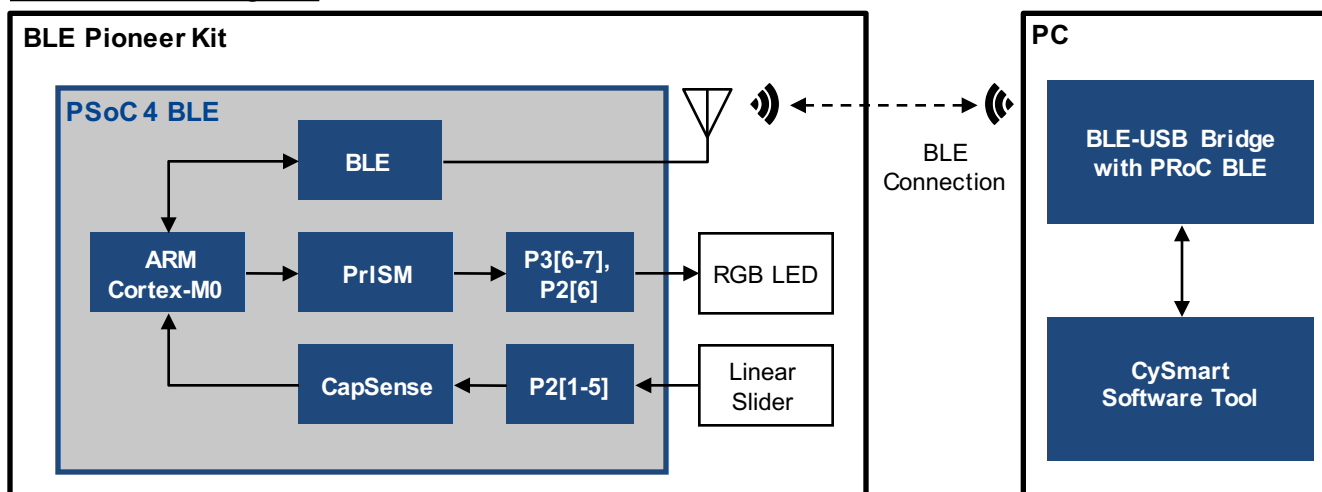 BLE Pioneer Kit
PSoC 4 BLE
BLE
ARM
Cortex-M0
PrISM
P3[6-7],
P2[6]
RGB LED
CapSense
P2[1-5]
Linear
Slider
BLE
Connection
PC
BLE-USB Bridge
with PRoC BLE
CySmart
Software Tool